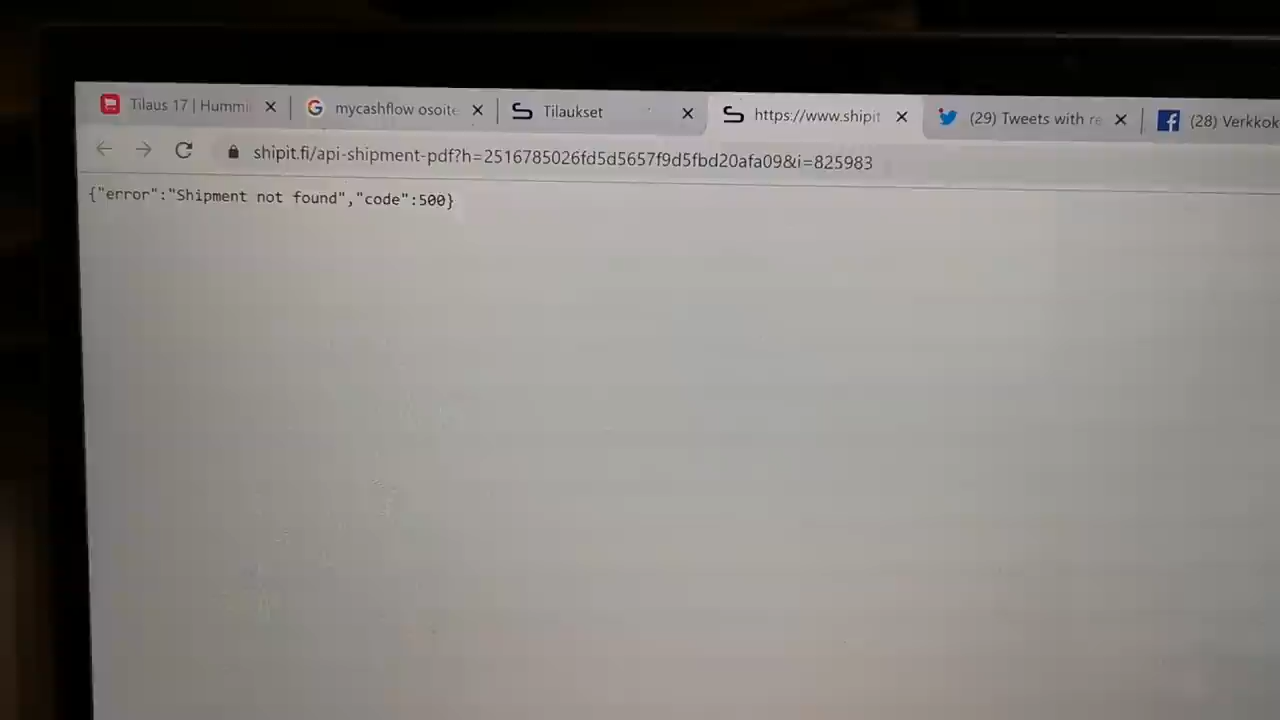 Tilaus 17 | Hummi
mycashflow osoite
Tilaukset
https://www.shipit
(29) Tweets with re
(28) Verkkok
shipit.fi/api-shipment-pdf?h=2516785026fd5d5657f9d5fbd20afa09&i=825983
{"error":"Shipment not found","code":500}